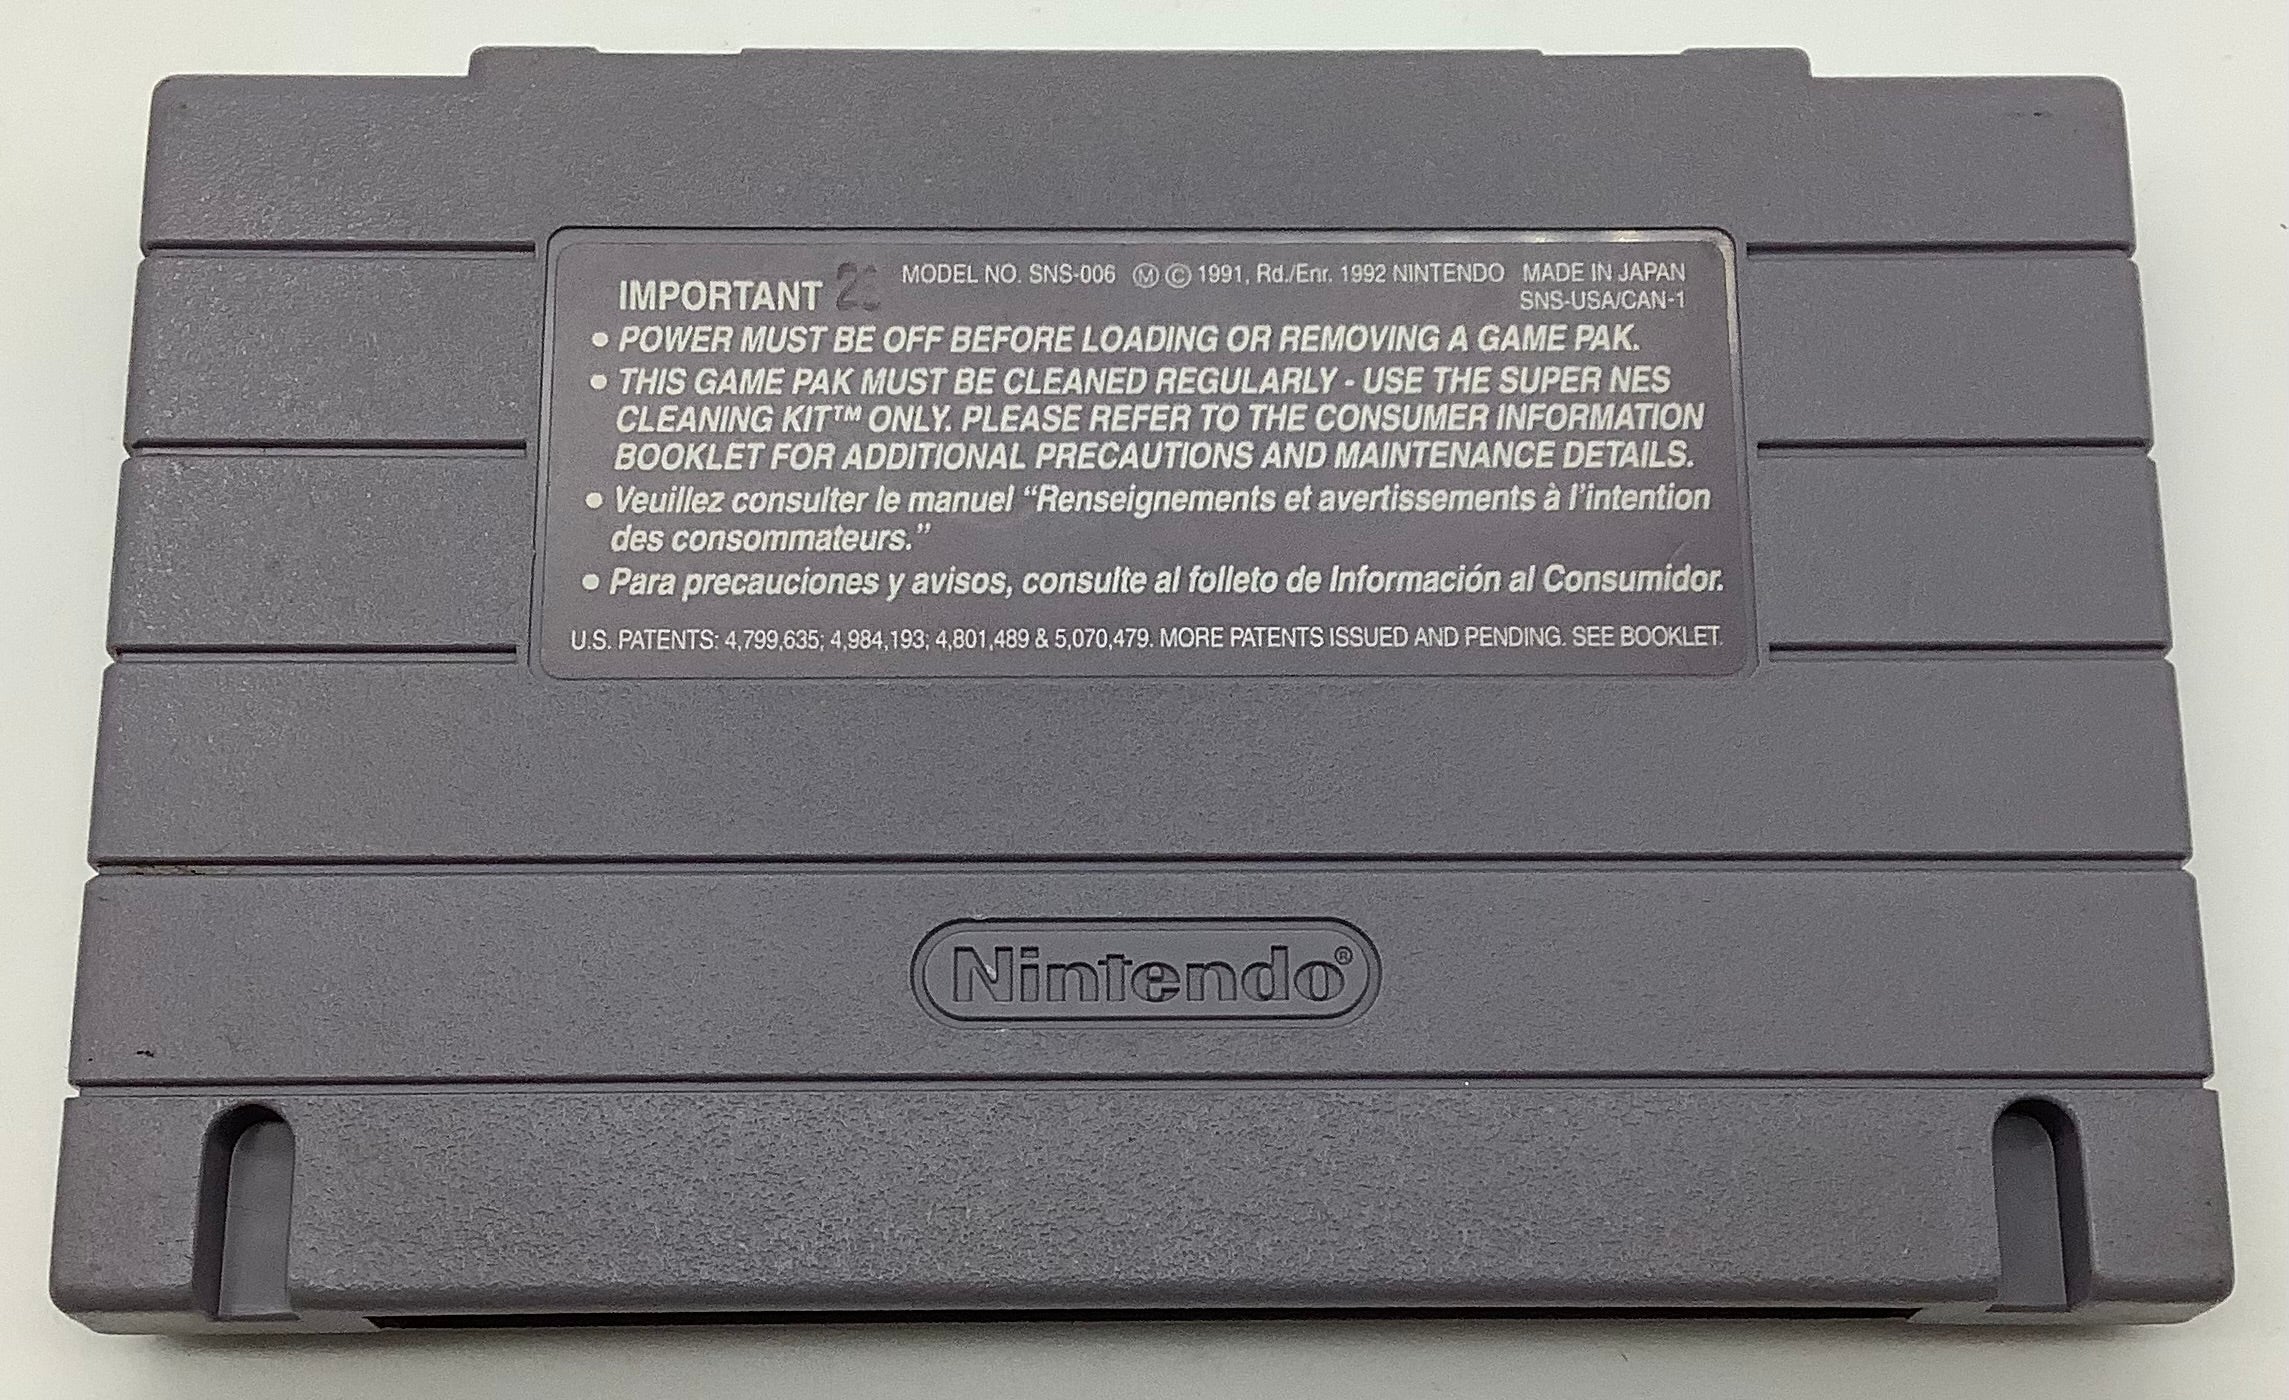 IMPORTANT MODEL NO. SNS-006 Ⓜ © 1991, Rd./Enr. 1992 NINTENDO MADE IN JAPAN
SNS-USA/CAN-1
• POWER MUST BE OFF BEFORE LOADING OR REMOVING A GAME PAK.
• THIS GAME PAK MUST BE CLEANED REGULARLY - USE THE SUPER NES
CLEANING KIT™ ONLY. PLEASE REFER TO THE CONSUMER INFORMATION
BOOKLET FOR ADDITIONAL PRECAUTIONS AND MAINTENANCE DETAILS.
• Veuillez consulter le manuel “Renseignements et avertissements à l’intention
des consommateurs.”
• Para precauciones y avisos, consulte al folleto de Información al Consumidor.
U.S. PATENTS: 4,799,635; 4,984,193; 4,801,489 & 5,070,479. MORE PATENTS ISSUED AND PENDING. SEE BOOKLET.
Nintendo®